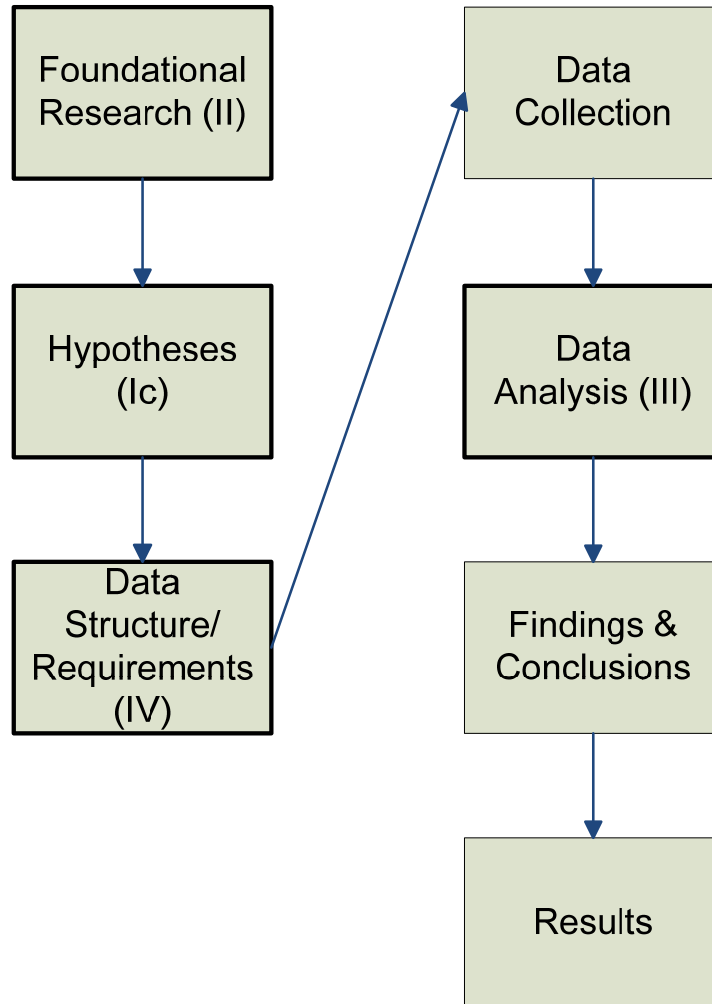 Foundational
Research (II)
Hypotheses
(Ic)
Data
Structure/
Requirements
(IV)
Data
Collection
Data
Analysis (III)
Findings &
Conclusions
Results